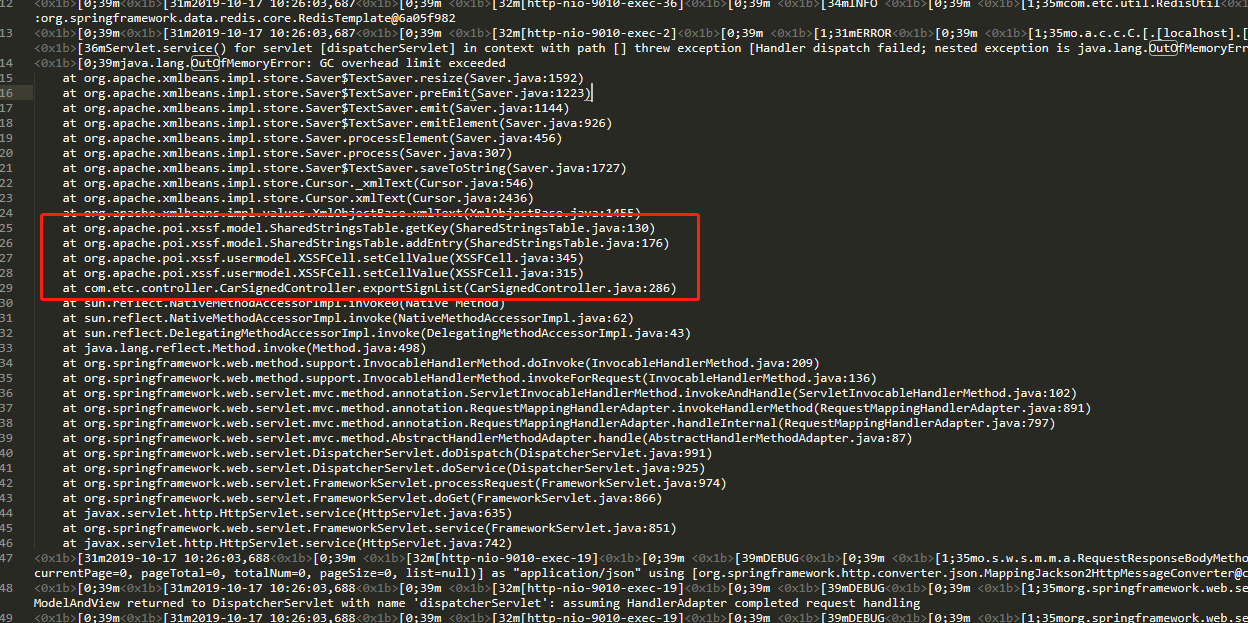 12 <0x1b>[0;39m<0x1b>[31m2019-10-17 10:26:03,687<0x1b>[0;39m <0x1b>[32m[http-nio-9010-exec-36]<0x1b>[0;39m <0x1b>[34mINFO <0x1b>[0;39m <0x1b>[1;35mcom.etc.util.RedisUtil<0x1b>
:org.springframework.data.redis.core.RedisTemplate@6a05f982
13 <0x1b>[0;39m<0x1b>[31m2019-10-17 10:26:03,687<0x1b>[0;39m <0x1b>[32m[http-nio-9010-exec-2]<0x1b>[0;39m <0x1b>[1;31mERROR<0x1b>[0;39m <0x1b>[1;35mo.a.c.c.C.[.[localhost].[
<0x1b>[36mServlet.service() for servlet [dispatcherServlet] in context with path [] threw exception [Handler dispatch failed; nested exception is java.lang.OutOfMemoryErr
14 <0x1b>[0;39mjava.lang.OutOfMemoryError: GC overhead limit exceeded
15 at org.apache.xmlbeans.impl.store.Saver$TextSaver.resize(Saver.java:1592)
16 at org.apache.xmlbeans.impl.store.Saver$TextSaver.preEmit(Saver.java:1223)
17 at org.apache.xmlbeans.impl.store.Saver$TextSaver.emit(Saver.java:1144)
18 at org.apache.xmlbeans.impl.store.Saver$TextSaver.emitElement(Saver.java:926)
19 at org.apache.xmlbeans.impl.store.Saver.processElement(Saver.java:456)
20 at org.apache.xmlbeans.impl.store.Saver.process(Saver.java:307)
21 at org.apache.xmlbeans.impl.store.Saver$TextSaver.saveToString(Saver.java:1727)
22 at org.apache.xmlbeans.impl.store.Cursor._xmlText(Cursor.java:546)
23 at org.apache.xmlbeans.impl.store.Cursor.xmlText(Cursor.java:2436)
24 at org.apache.xmlbeans.impl.values.XmlObjectBase.xmlText(XmlObjectBase.java:1455)
25 at org.apache.poi.xssf.model.SharedStringsTable.getKey(SharedStringsTable.java:130)
26 at org.apache.poi.xssf.model.SharedStringsTable.addEntry(SharedStringsTable.java:176)
27 at org.apache.poi.xssf.usermodel.XSSFCell.setCellValue(XSSFCell.java:345)
28 at org.apache.poi.xssf.usermodel.XSSFCell.setCellValue(XSSFCell.java:315)
29 at com.etc.controller.CarSignedController.exportSignList(CarSignedController.java:286)
30 at sun.reflect.NativeMethodAccessorImpl.invoke0(Native Method)
31 at sun.reflect.NativeMethodAccessorImpl.invoke(NativeMethodAccessorImpl.java:62)
32 at sun.reflect.DelegatingMethodAccessorImpl.invoke(DelegatingMethodAccessorImpl.java:43)
33 at java.lang.reflect.Method.invoke(Method.java:498)
34 at org.springframework.web.method.support.InvocableHandlerMethod.doInvoke(InvocableHandlerMethod.java:209)
35 at org.springframework.web.method.support.InvocableHandlerMethod.invokeForRequest(InvocableHandlerMethod.java:136)
36 at org.springframework.web.servlet.mvc.method.annotation.ServletInvocableHandlerMethod.invokeAndHandle(ServletInvocableHandlerMethod.java:102)
37 at org.springframework.web.servlet.mvc.method.annotation.RequestMappingHandlerAdapter.invokeHandlerMethod(RequestMappingHandlerAdapter.java:891)
38 at org.springframework.web.servlet.mvc.method.annotation.RequestMappingHandlerAdapter.handleInternal(RequestMappingHandlerAdapter.java:797)
39 at org.springframework.web.servlet.mvc.method.AbstractHandlerMethodAdapter.handle(AbstractHandlerMethodAdapter.java:87)
40 at org.springframework.web.servlet.DispatcherServlet.doDispatch(DispatcherServlet.java:991)
41 at org.springframework.web.servlet.DispatcherServlet.doService(DispatcherServlet.java:925)
42 at org.springframework.web.servlet.FrameworkServlet.processRequest(FrameworkServlet.java:974)
43 at org.springframework.web.servlet.FrameworkServlet.doGet(FrameworkServlet.java:866)
44 at javax.servlet.http.HttpServlet.service(HttpServlet.java:635)
45 at org.springframework.web.servlet.FrameworkServlet.service(FrameworkServlet.java:851)
46 at javax.servlet.http.HttpServlet.service(HttpServlet.java:742)
47 <0x1b>[31m2019-10-17 10:26:03,688<0x1b>[0;39m <0x1b>[32m[http-nio-9010-exec-19]<0x1b>[0;39m <0x1b>[39mDEBUG<0x1b>[0;39m <0x1b>[1;35mo.s.w.s.m.m.a.RequestResponseBodyMetho
currentPage=0, pageTotal=0, totalNum=0, pageSize=0, list=null)] as "application/json" using [org.springframework.http.converter.json.MappingJackson2HttpMessageConverter@c
48 <0x1b>[0;39m<0x1b>[31m2019-10-17 10:26:03,688<0x1b>[0;39m <0x1b>[32m[http-nio-9010-exec-19]<0x1b>[0;39m <0x1b>[39mDEBUG<0x1b>[0;39m <0x1b>[1;35morg.springframework.web.se
ModelAndView returned to DispatcherServlet with name 'dispatcherServlet': assuming HandlerAdapter completed request handling
49 <0x1b>[0;39m<0x1b>[31m2019-10-17 10:26:03,688<0x1b>[0;39m <0x1b>[32m[http-nio-9010-exec-19]<0x1b>[0;39m <0x1b>[39mDEBUG<0x1b>[0;39m <0x1b>[1;35morg.springframework.web.se